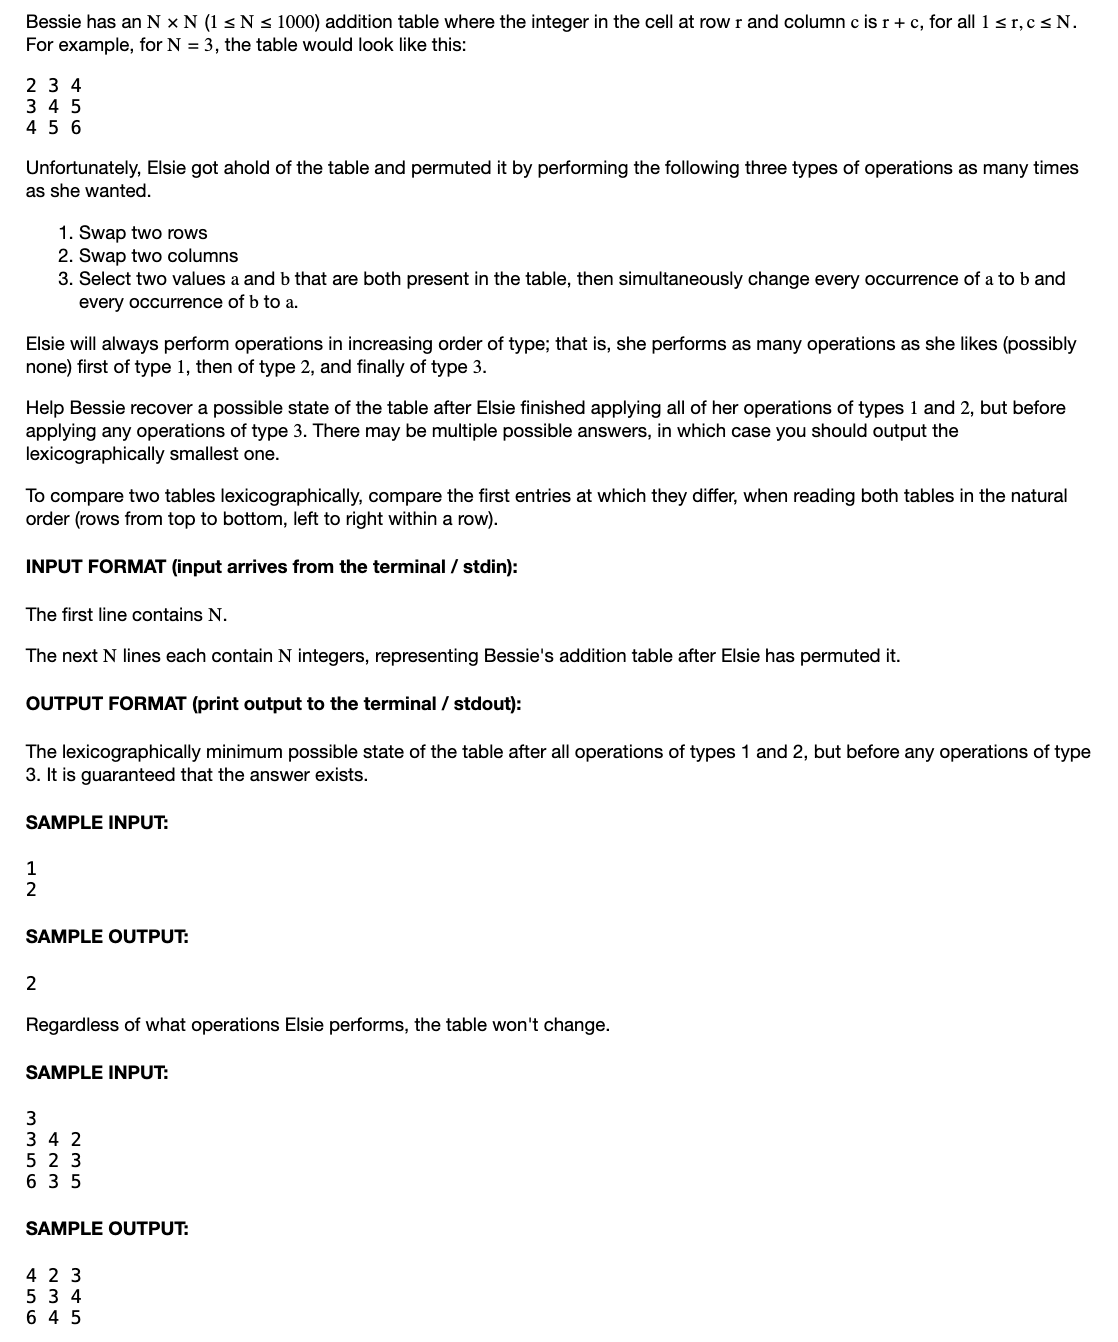 Bessie has an N × N (1 ≤ N ≤ 1000) addition table where the integer in the cell at row r and column c is r + c, for all 1 ≤ r, c ≤ N.
For example, for N = 3, the table would look like this:
2 3 4
3 4 5
4 5 6
Unfortunately, Elsie got ahold of the table and permuted it by performing the following three types of operations as many times
as she wanted.
1. Swap two rows
2. Swap two columns
3. Select two values a and b that are both present in the table, then simultaneously change every occurrence of a to b and
every occurrence of b to a.
Elsie will always perform operations in increasing order of type; that is, she performs as many operations as she likes (possibly
none) first of type 1, then of type 2, and finally of type 3.
Help Bessie recover a possible state of the table after Elsie finished applying all of her operations of types 1 and 2, but before
applying any operations of type 3. There may be multiple possible answers, in which case you should output the
lexicographically smallest one.
To compare two tables lexicographically, compare the first entries at which they differ, when reading both tables in the natural
order (rows from top to bottom, left to right within a row).
INPUT FORMAT (input arrives from the terminal / stdin):
The first line contains N.
The next N lines each contain N integers, representing Bessie's addition table after Elsie has permuted it.
OUTPUT FORMAT (print output to the terminal / stdout):
The lexicographically minimum possible state of the table after all operations of types 1 and 2, but before any operations of type
3. It is guaranteed that the answer exists.
SAMPLE INPUT:
1
2
SAMPLE OUTPUT:
2
Regardless of what operations Elsie performs, the table won't change.
SAMPLE INPUT:
3
3 4 2
5 2 3
6 3 5
SAMPLE OUTPUT:
4 2 3
5 3 4
6 4 5